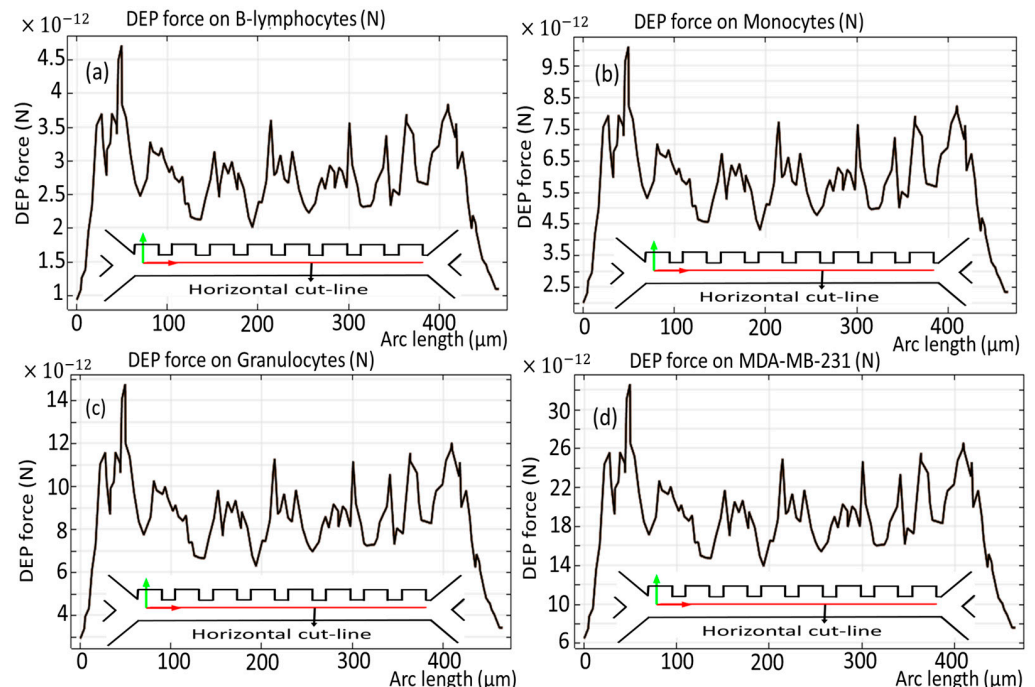 × 10⁻¹² DEP force on B-lymphocytes (N)
(a)
DEP force (N)
4.5
4
3.5
3
2.5
2
1.5
1
Horizontal cut-line
0 100 200 300 400
Arc length (μm)
× 10⁻¹² DEP force on Monocytes (N)
(b)
DEP force (N)
9.5
8.5
7.5
6.5
5.5
4.5
3.5
2.5
Horizontal cut-line
0 100 200 300 400
Arc length (μm)
× 10⁻¹² DEP force on Granulocytes (N)
(c)
DEP force (N)
14
12
10
8
6
4
Horizontal cut-line
0 100 200 300 400
Arc length (μm)
× 10⁻¹² DEP force on MDA-MB-231 (N)
(d)
DEP force (N)
30
26
22
18
14
10
6
Horizontal cut-line
0 100 200 300 400
Arc length (μm)